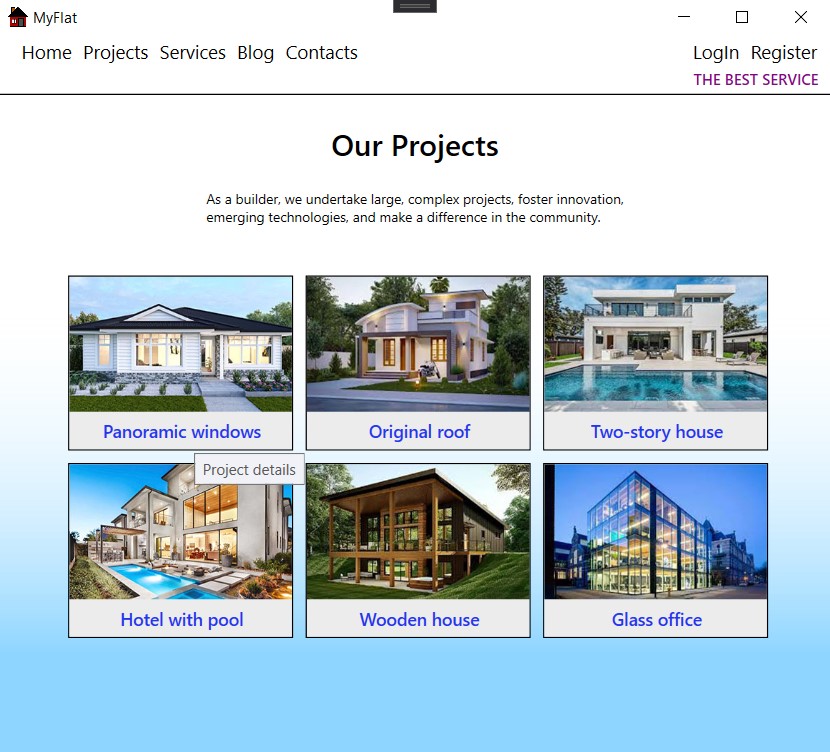 MyFlat
Home Projects Services Blog Contacts LogIn Register
THE BEST SERVICE
Our Projects
As a builder, we undertake large, complex projects, foster innovation,
emerging technologies, and make a difference in the community.
Panoramic windows Original roof Two-story house
Project details
Hotel with pool Wooden house Glass office